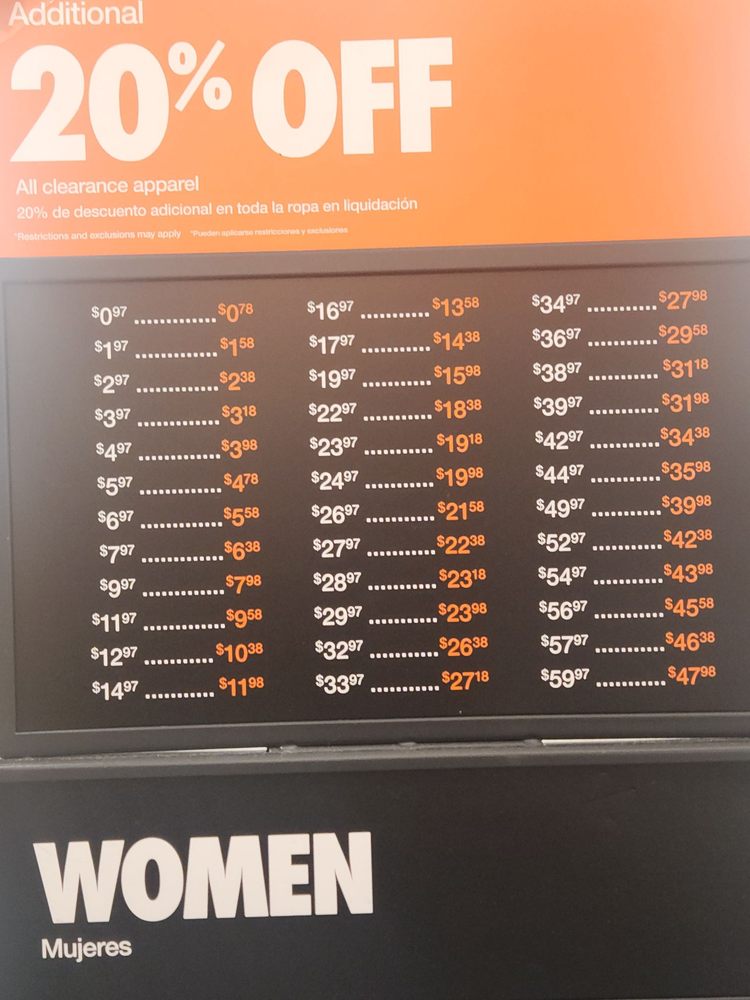 Additional
20% OFF
All clearance apparel
20% de descuento adicional en toda la ropa en liquidación
*Restrictions and exclusions may apply *Pueden aplicarse restricciones y exclusiones
$0.97 ............ $0.78
$1.97 ............ $1.58
$2.97 ............ $2.38
$3.97 ............ $3.18
$4.97 ............ $3.98
$5.97 ............ $4.78
$6.97 ............ $5.58
$7.97 ............ $6.38
$9.97 ............ $7.98
$11.97 ............ $9.58
$12.97 .......... $10.38
$14.97 .......... $11.98
$16.97 .......... $13.58
$17.97 .......... $14.38
$19.97 .......... $15.98
$22.97 .......... $18.38
$23.97 .......... $19.18
$24.97 .......... $19.98
$26.97 .......... $21.58
$27.97 .......... $22.38
$28.97 .......... $23.18
$29.97 .......... $23.98
$32.97 .......... $26.38
$33.97 .......... $27.18
$34.97 .......... $27.98
$36.97 .......... $29.58
$38.97 .......... $31.18
$39.97 .......... $31.98
$42.97 .......... $34.38
$44.97 .......... $35.98
$49.97 .......... $39.98
$52.97 .......... $42.38
$54.97 .......... $43.98
$56.97 .......... $45.58
$57.97 .......... $46.38
$59.97 .......... $47.98
WOMEN
Mujeres